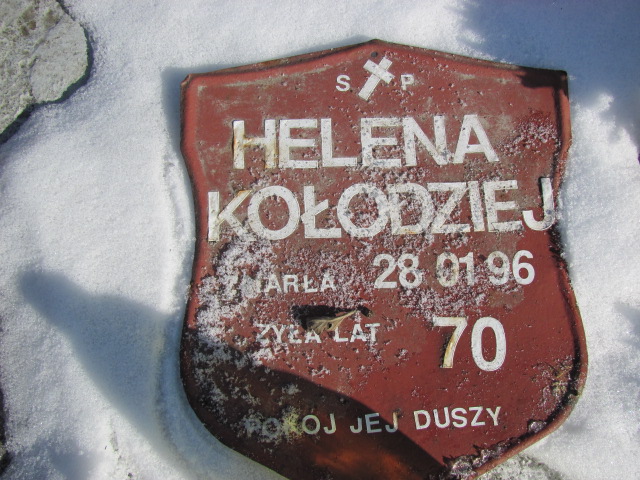 S P
HELENA
KOŁODZIEJ
ZMARŁA 28 01 96
ŻYŁA LAT 70
POKÓJ JEJ DUSZY